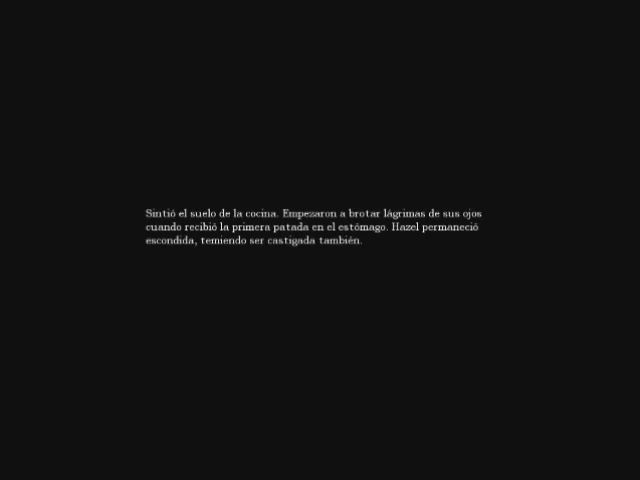 Sintió el suelo de la cocina. Empezaron a brotar lágrimas de sus ojos
cuando recibió la primera patada en el estómago. Hazel permaneció
escondida, temiendo ser castigada también.